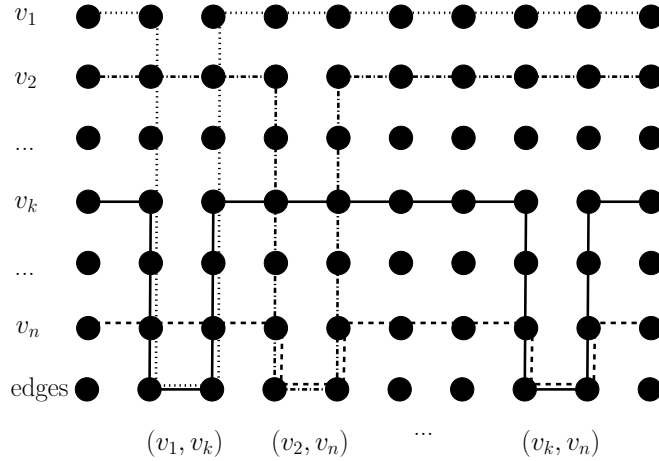 v₁
v₂
...
vₖ
...
vₙ
edges
(v₁, vₖ) (v₂, vₙ) ... (vₖ, vₙ)